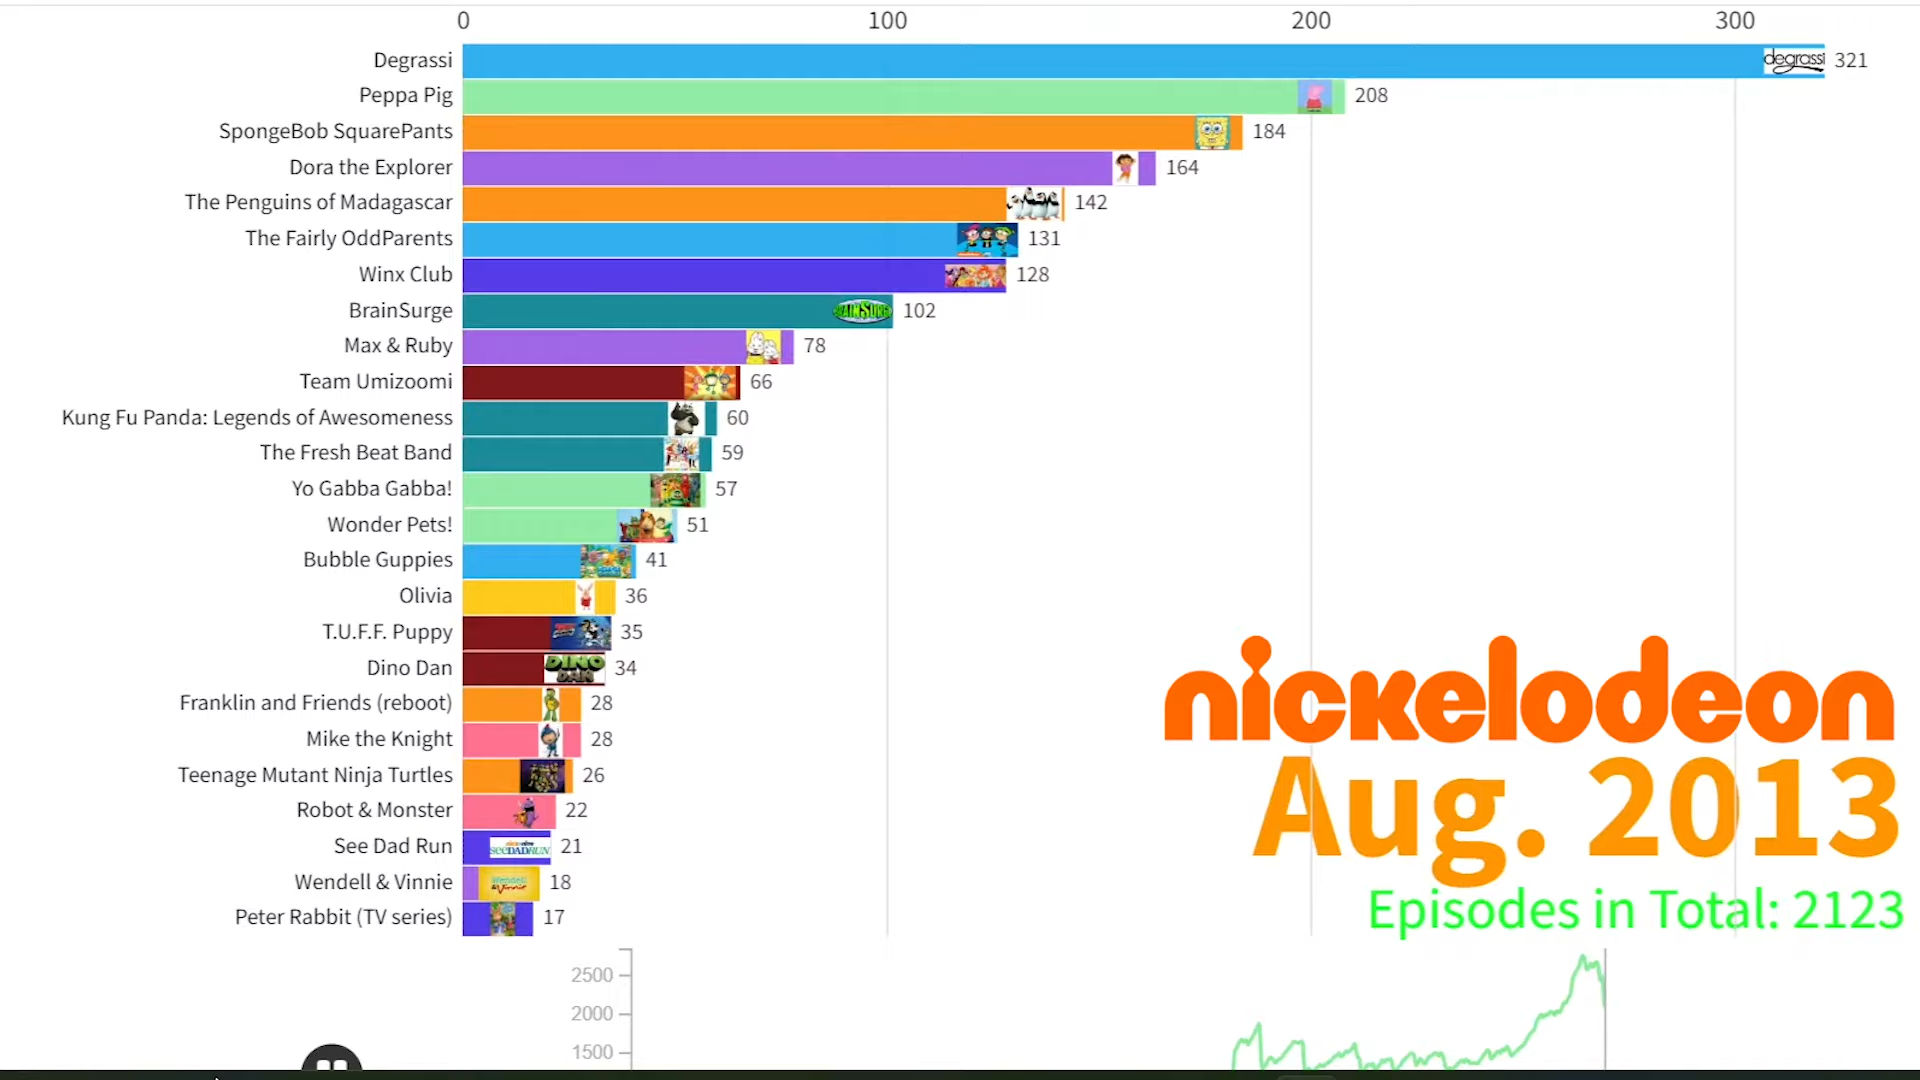 0 100 200 300
Degrassi degrassi 321
Peppa Pig 208
SpongeBob SquarePants 184
Dora the Explorer 164
The Penguins of Madagascar 142
The Fairly OddParents 131
Winx Club 128
BrainSurge BRAINSURGE 102
Max & Ruby 78
Team Umizoomi 66
Kung Fu Panda: Legends of Awesomeness 60
The Fresh Beat Band 59
Yo Gabba Gabba! 57
Wonder Pets! 51
Bubble Guppies 41
Olivia 36
T.U.F.F. Puppy 35
Dino Dan DINO DAN 34
Franklin and Friends (reboot) 28
Mike the Knight 28
Teenage Mutant Ninja Turtles 26
Robot & Monster 22
See Dad Run SEEDADRUN 21
Wendell & Vinnie Wendell & Vinnie 18
Peter Rabbit (TV series) 17
nickelodeon
Aug. 2013
Episodes in Total: 2123
2500
2000
1500